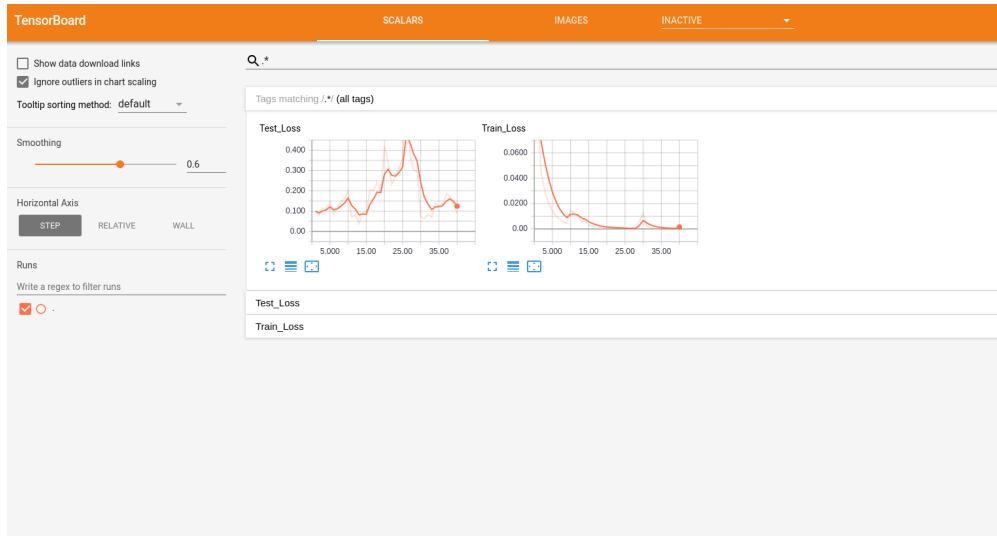 TensorBoard
SCALARS
IMAGES
INACTIVE
Show data download links
Ignore outliers in chart scaling
Tooltip sorting method: default
Smoothing
0.6
Horizontal Axis
STEP
RELATIVE
WALL
Runs
Write a regex to filter runs
.
.*
Tags matching /.*/ (all tags)
Test_Loss
0.400
0.300
0.200
0.100
0.00
5.000 15.00 25.00 35.00
Train_Loss
0.0600
0.0400
0.0200
0.00
5.000 15.00 25.00 35.00
Test_Loss
Train_Loss